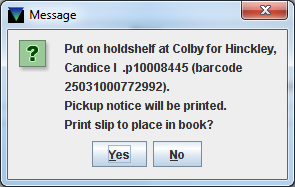 Message
Put on holdshelf at Colby for Hinckley,
Candice I .p10008445 (barcode
25031000772992).
Pickup notice will be printed.
Print slip to place in book?
Yes No